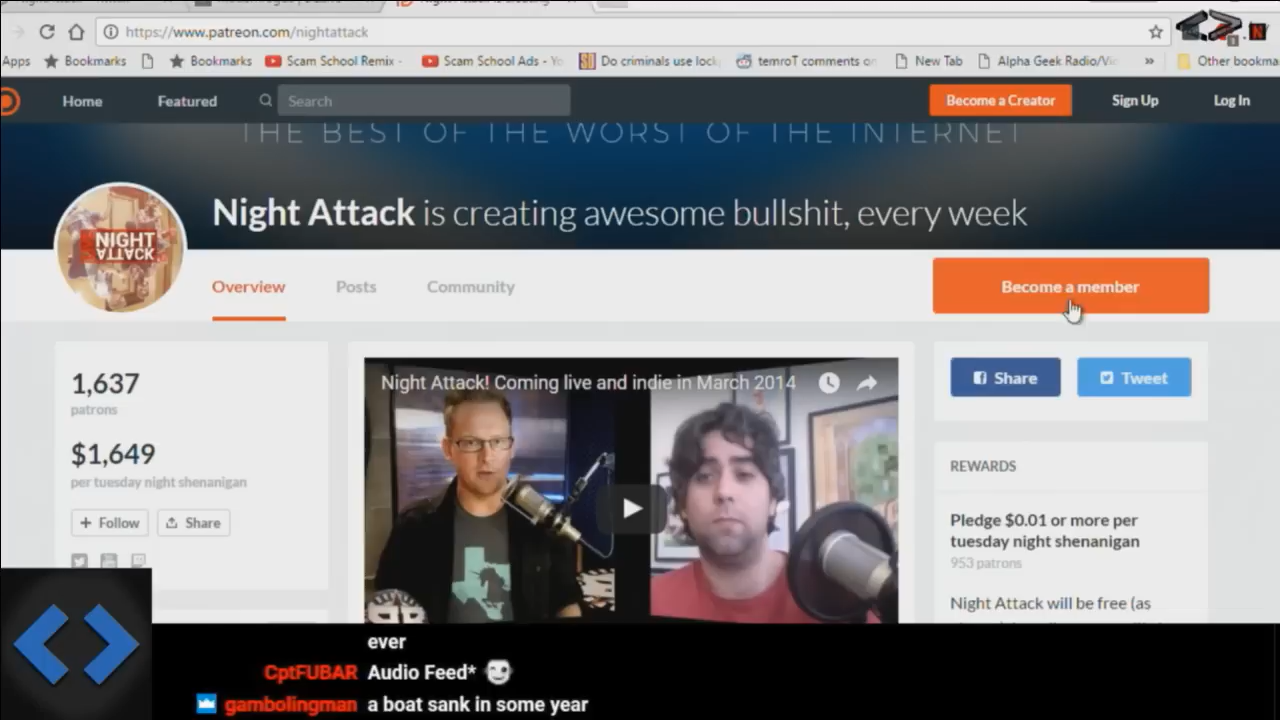 https://www.patreon.com/nightattack
Apps Bookmarks Bookmarks Scam School Remix - Scam School Ads - Yo Do criminals use lock temroT comments on New Tab Alpha Geek Radio/Vic » Other bookma
Home Featured Search Become a Creator Sign Up Log In
THE BEST OF THE WORST OF THE INTERNET
Night Attack is creating awesome bullshit, every week
NIGHT
ATTACK
Overview Posts Community Become a member
1,637
patrons
$1,649
per tuesday night shenanigan
+ Follow Share
Night Attack! Coming live and indie in March 2014
Share Tweet
REWARDS
Pledge $0.01 or more per
tuesday night shenanigan
953 patrons
Night Attack will be free (as
ever
CptFUBAR Audio Feed*
gambolingman a boat sank in some year